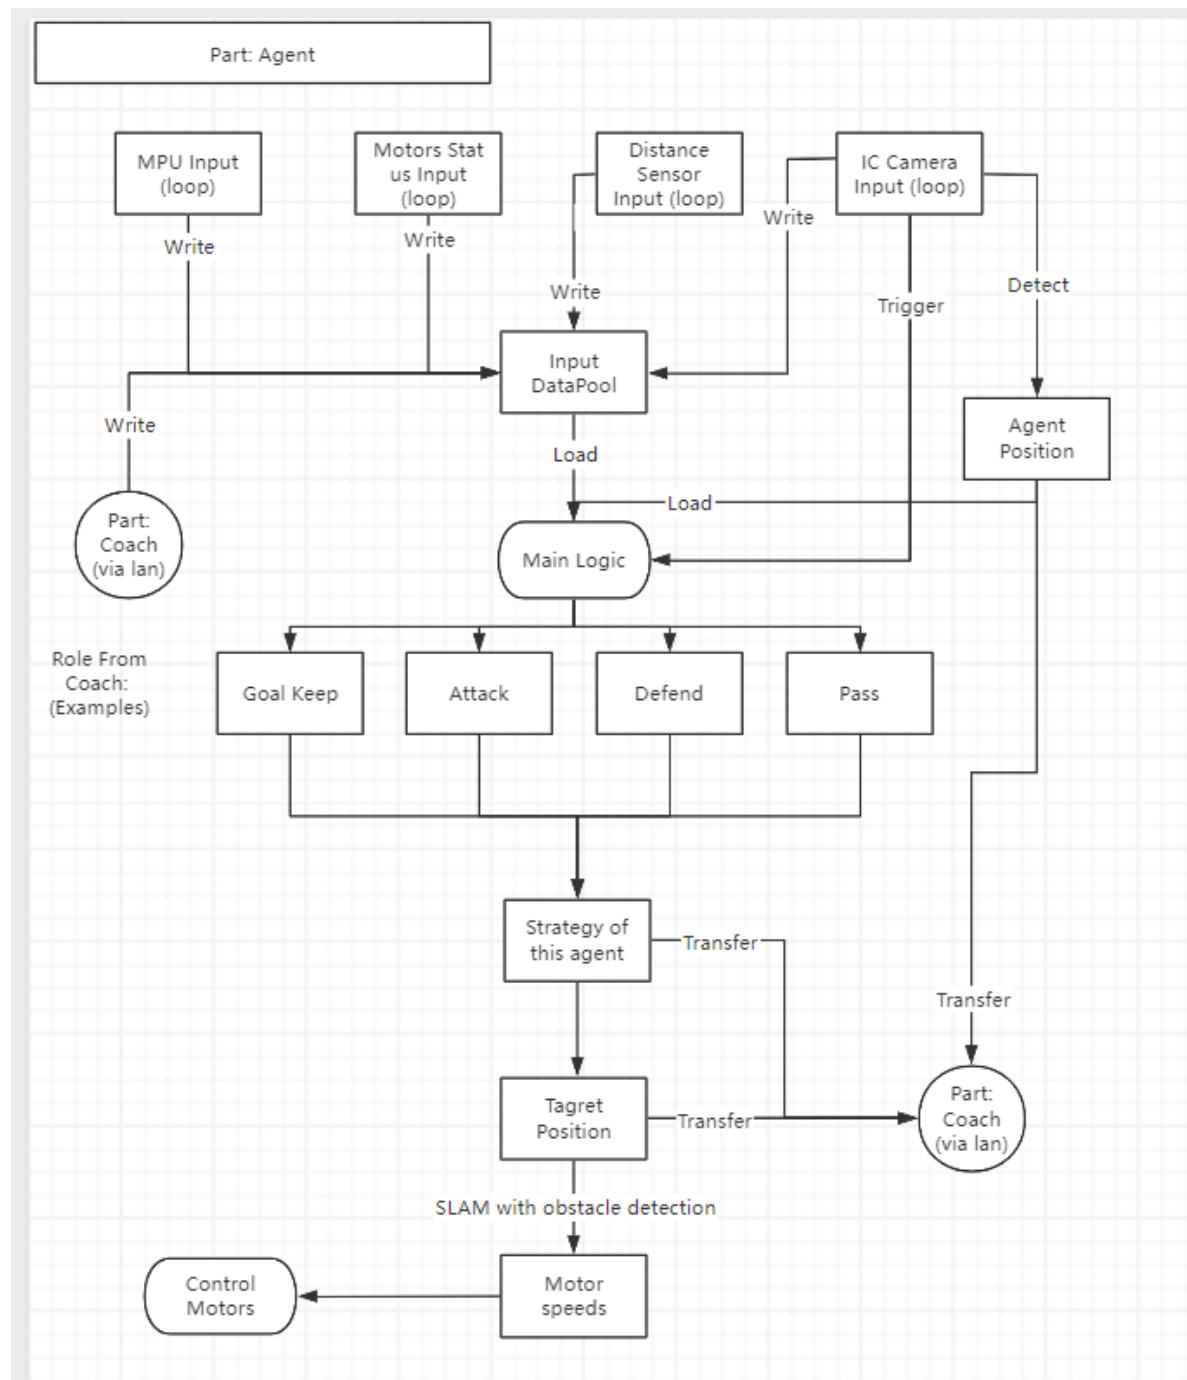 Part: Agent
MPU Input
(loop)
Motors Stat
us Input
(loop)
Distance
Sensor
Input (loop)
IC Camera
Input (loop)
Write
Write
Write
Write
Trigger
Detect
Input
DataPool
Write
Agent
Position
Load
Load
Part:
Coach
(via lan)
Main Logic
Role From
Coach:
(Examples)
Goal Keep
Attack
Defend
Pass
Strategy of
this agent
Transfer
Transfer
Tagret
Position
Transfer
Part:
Coach
(via lan)
SLAM with obstacle detection
Control
Motors
Motor
speeds